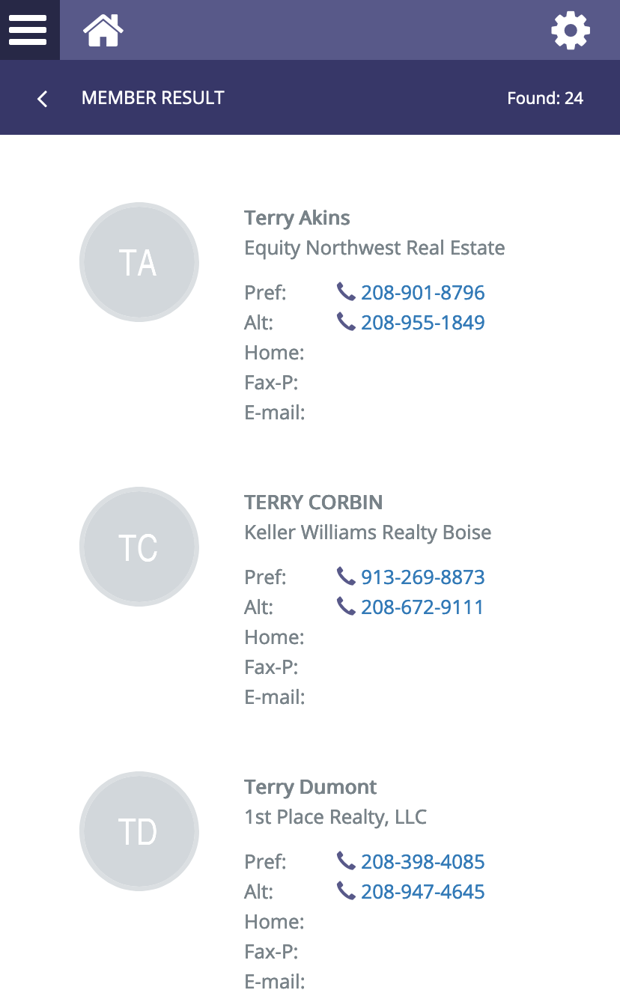 MEMBER RESULT Found: 24
TA
Terry Akins
Equity Northwest Real Estate
Pref: 208-901-8796
Alt: 208-955-1849
Home:
Fax-P:
E-mail:
TC
TERRY CORBIN
Keller Williams Realty Boise
Pref: 913-269-8873
Alt: 208-672-9111
Home:
Fax-P:
E-mail:
TD
Terry Dumont
1st Place Realty, LLC
Pref: 208-398-4085
Alt: 208-947-4645
Home:
Fax-P:
E-mail: